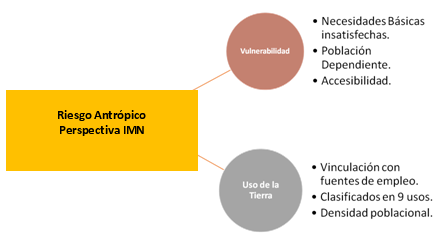 Riesgo Antrópico
Perspectiva IMN
Vulnerabilidad
• Necesidades Básicas
insatisfechas.
• Población
Dependiente.
• Accesibilidad.
Uso de la
Tierra
• Vinculación con
fuentes de empleo.
• Clasificados en 9 usos.
• Densidad poblacional.